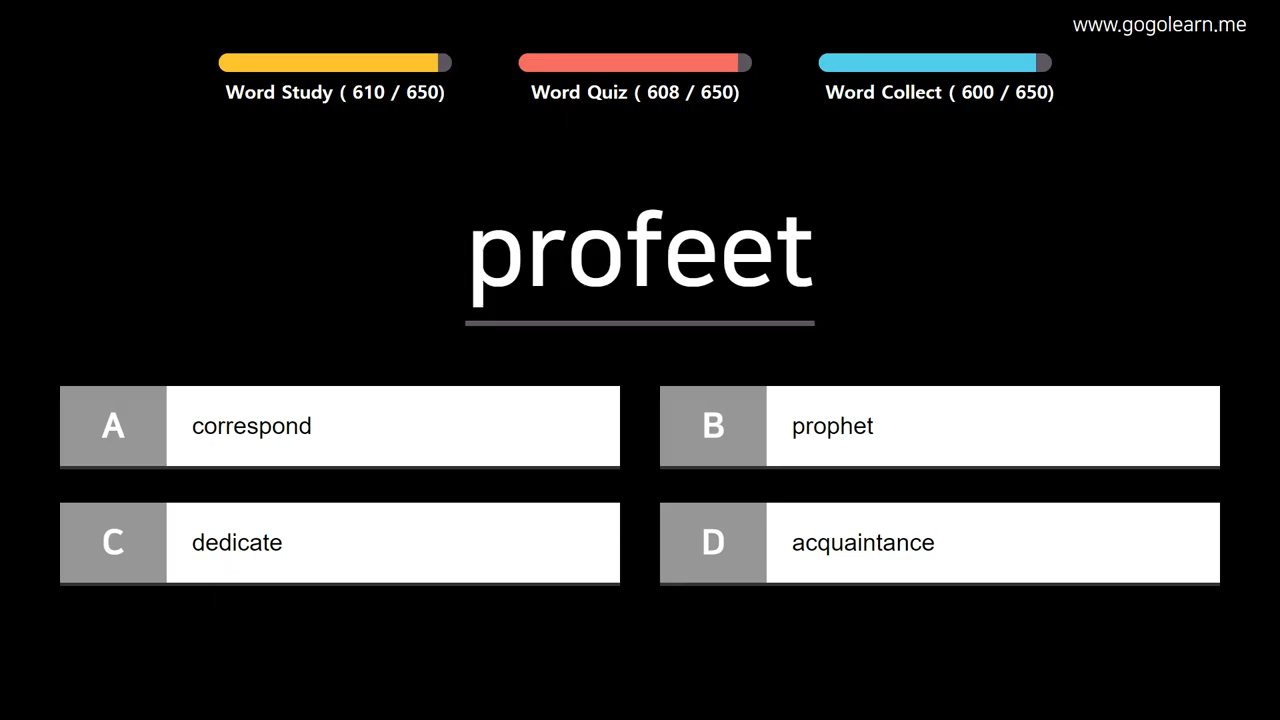 www.gogolearn.me
Word Study ( 610 / 650)
Word Quiz ( 608 / 650)
Word Collect ( 600 / 650)
profeet
A correspond
B prophet
C dedicate
D acquaintance